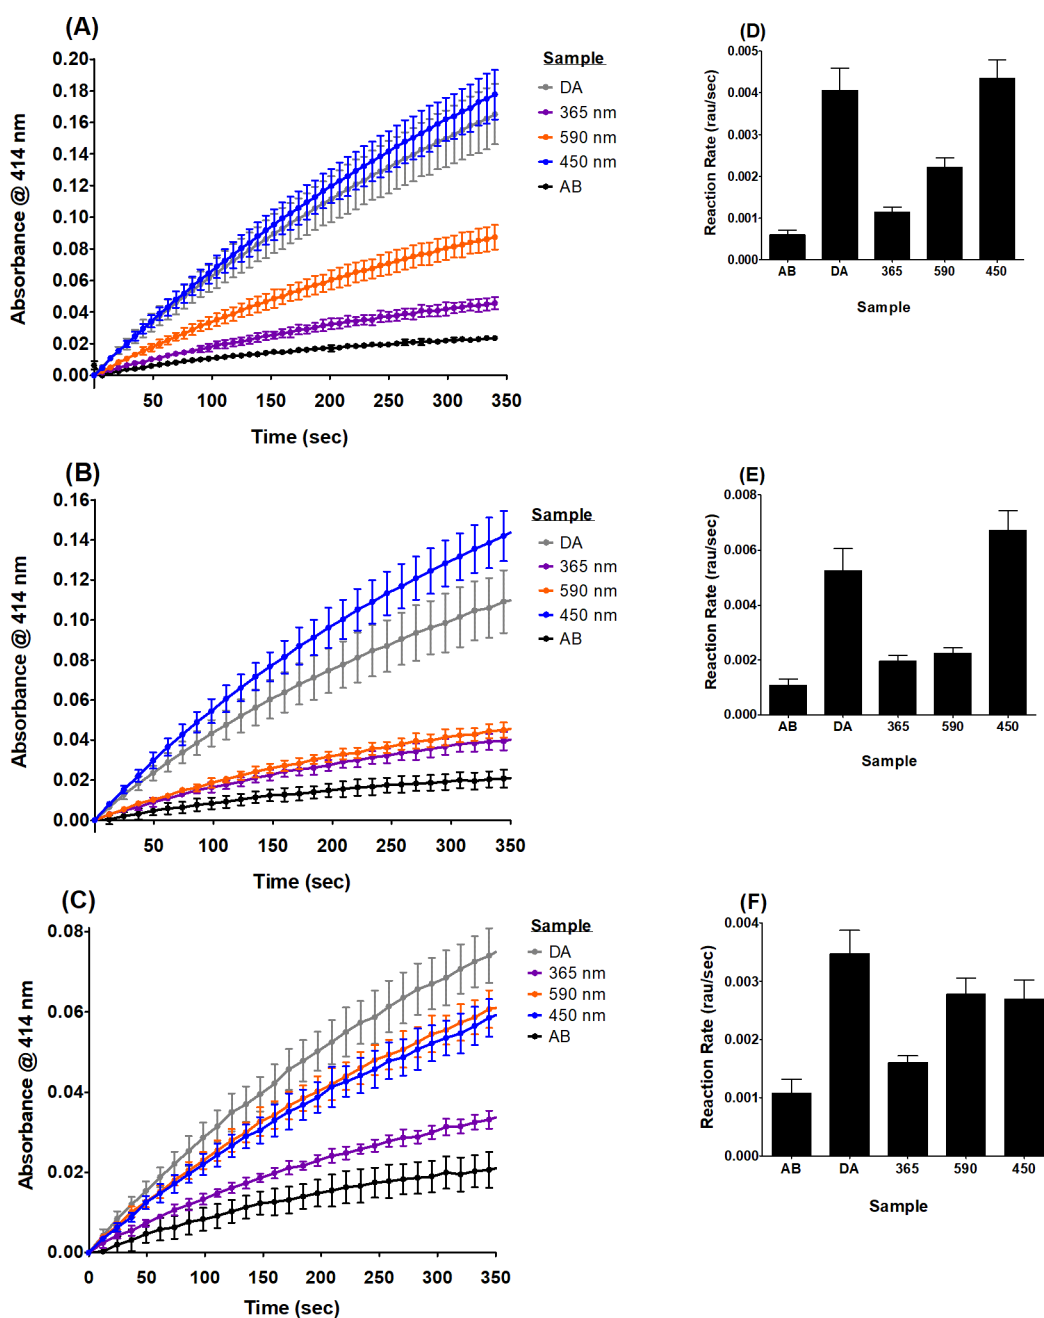 (A)
Absorbance @ 414 nm
0.20
0.18
0.16
0.14
0.12
0.10
0.08
0.06
0.04
0.02
0.00
50 100 150 200 250 300 350
Time (sec)
Sample
DA
365 nm
590 nm
450 nm
AB
(D)
Reaction Rate (rau/sec)
0.005
0.004
0.003
0.002
0.001
0.000
AB DA 365 590 450
Sample
(B)
Absorbance @ 414 nm
0.16
0.14
0.12
0.10
0.08
0.06
0.04
0.02
0.00
50 100 150 200 250 300 350
Time (sec)
Sample
DA
365 nm
590 nm
450 nm
AB
(E)
Reaction Rate (rau/sec)
0.008
0.006
0.004
0.002
0.000
AB DA 365 590 450
Sample
(C)
Absorbance @ 414 nm
0.08
0.06
0.04
0.02
0.00
0 50 100 150 200 250 300 350
Time (sec)
Sample
DA
365 nm
590 nm
450 nm
AB
(F)
Reaction Rate (rau/sec)
0.004
0.003
0.002
0.001
0.000
AB DA 365 590 450
Sample